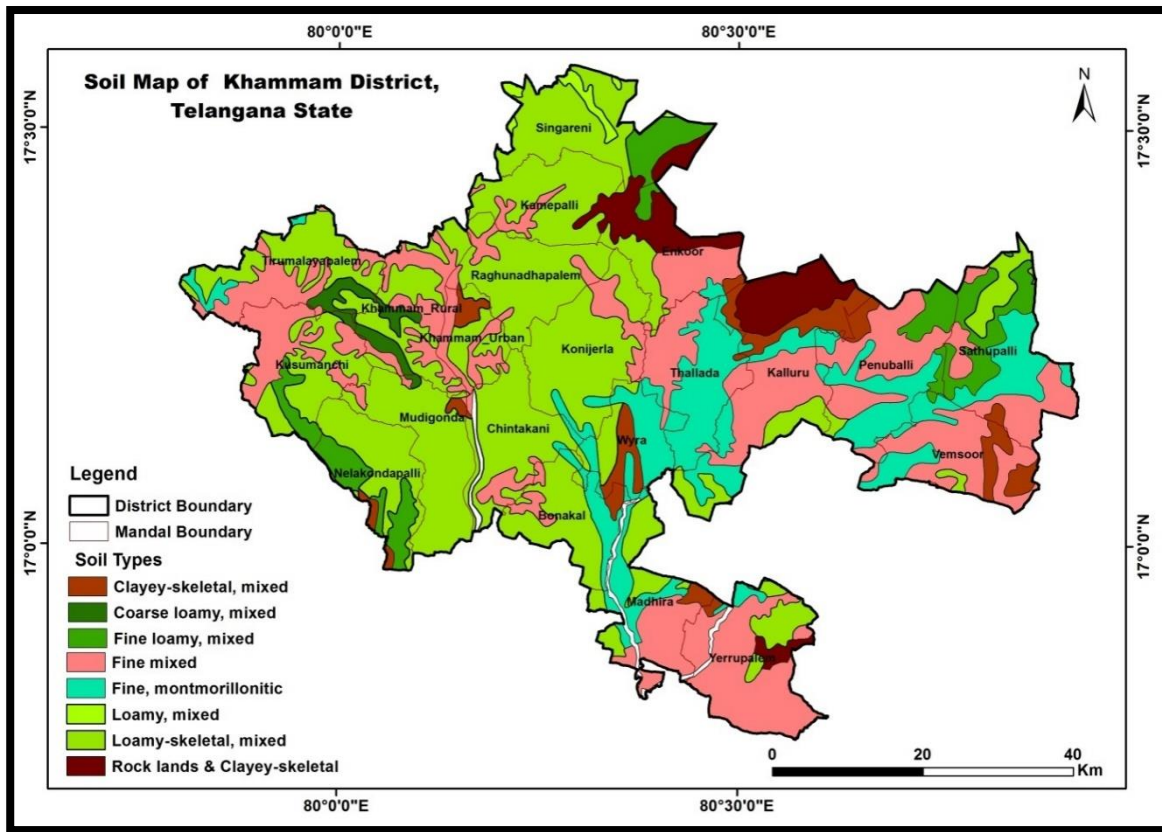 80°0'0"E
80°30'0"E
Soil Map of Khammam District,
Telangana State
N
17°30'0"N
17°30'0"N
Singareni
Kamepalli
Enkoor
Tirumalayapalem
Raghunadhapalem
Khammam_Rural
Khammam_Urban
Konijerla
Kusumanchi
Thallada
Kalluru
Penuballi
Sathupalli
Mudigonda
Chintakani
Wyra
Vemsoor
Nelakondapalli
Bonakal
Madhira
Yerrupalem
17°0'0"N
17°0'0"N
Legend
District Boundary
Mandal Boundary
Soil Types
Clayey-skeletal, mixed
Coarse loamy, mixed
Fine loamy, mixed
Fine mixed
Fine, montmorillonitic
Loamy, mixed
Loamy-skeletal, mixed
Rock lands & Clayey-skeletal
0 20 40
Km
80°0'0"E
80°30'0"E